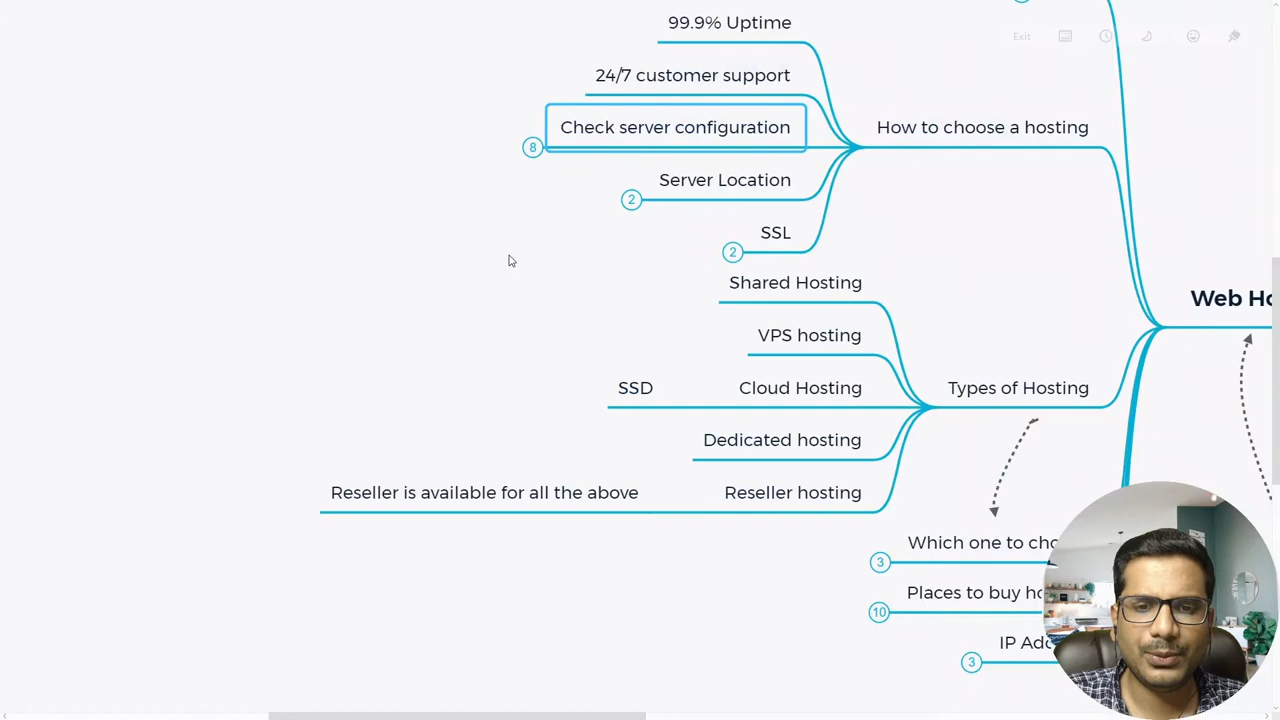 99.9% Uptime
Exit
24/7 customer support
Check server configuration
How to choose a hosting
8
Server Location
2
SSL
2
Shared Hosting
Web
VPS hosting
SSD
Cloud Hosting
Types of Hosting
Dedicated hosting
Reseller is available for all the above
Reseller hosting
Which one to
3
Places to buy
10
IP
3